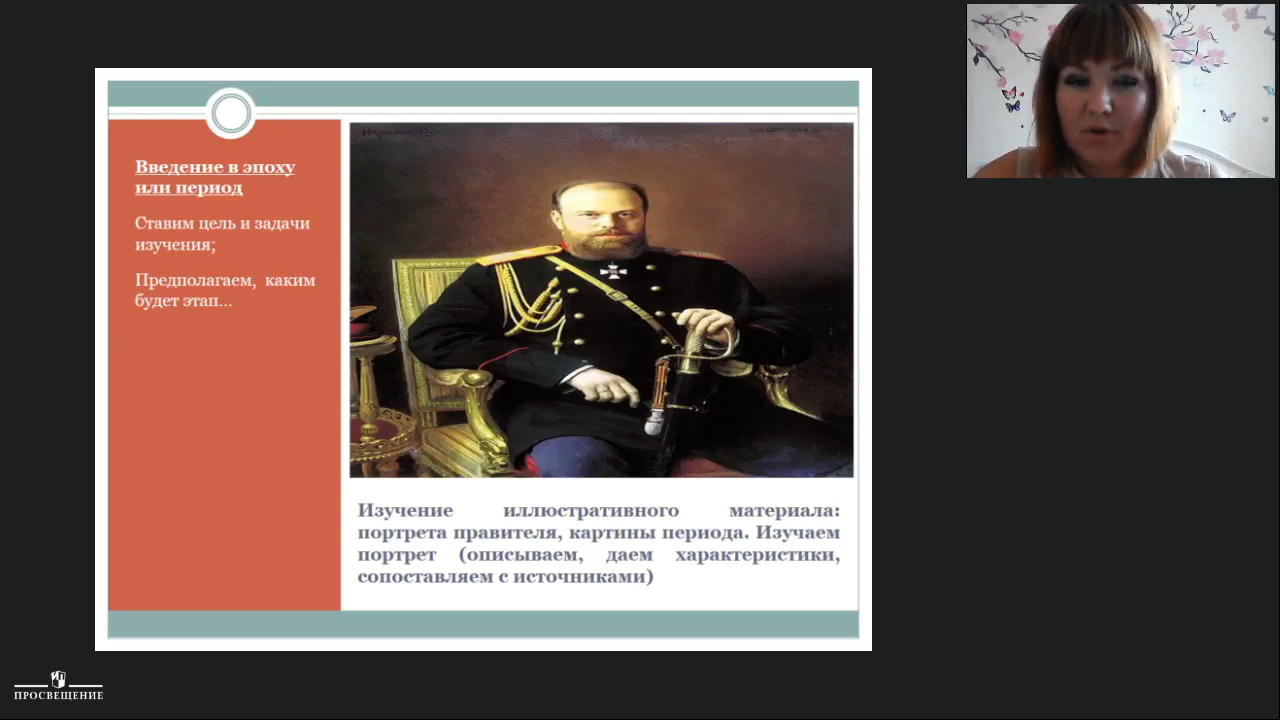 Введение в эпоху
или период
Ставим цель и задачи
изучения;
Предполагаем, каким
будет этап...
Изучение иллюстративного материала:
портрета правителя, картины периода. Изучаем
портрет (описываем, даем характеристики,
сопоставляем с источниками)
ПРОСВЕЩЕНИЕ